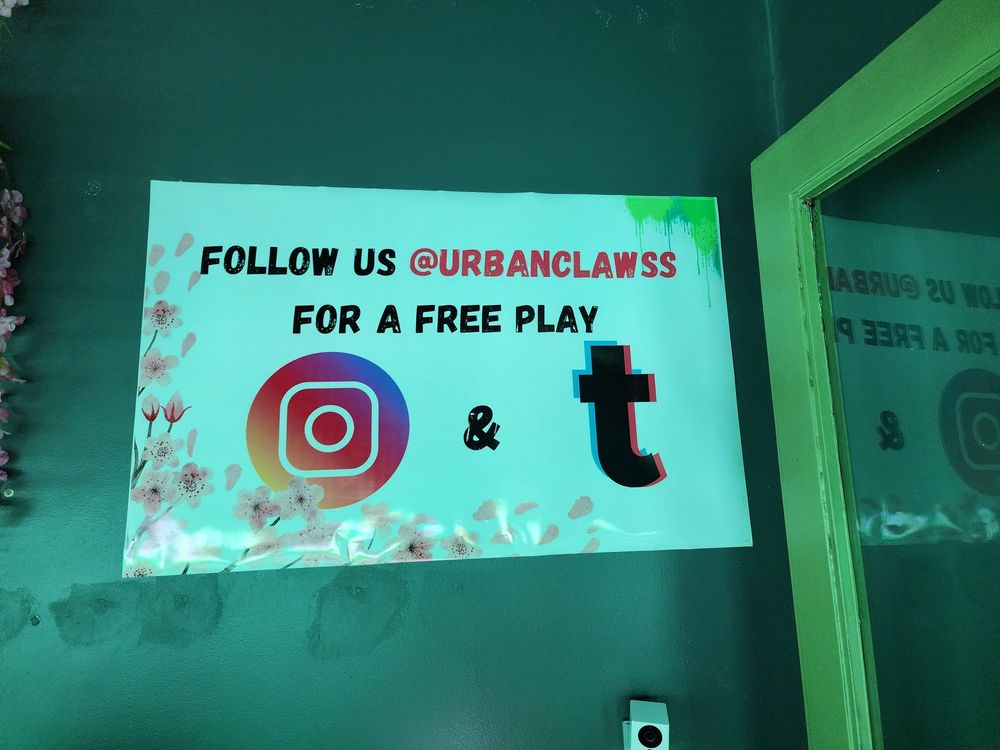 FOLLOW US @URBANCLAWSS
FOR A FREE PLAY
&
t